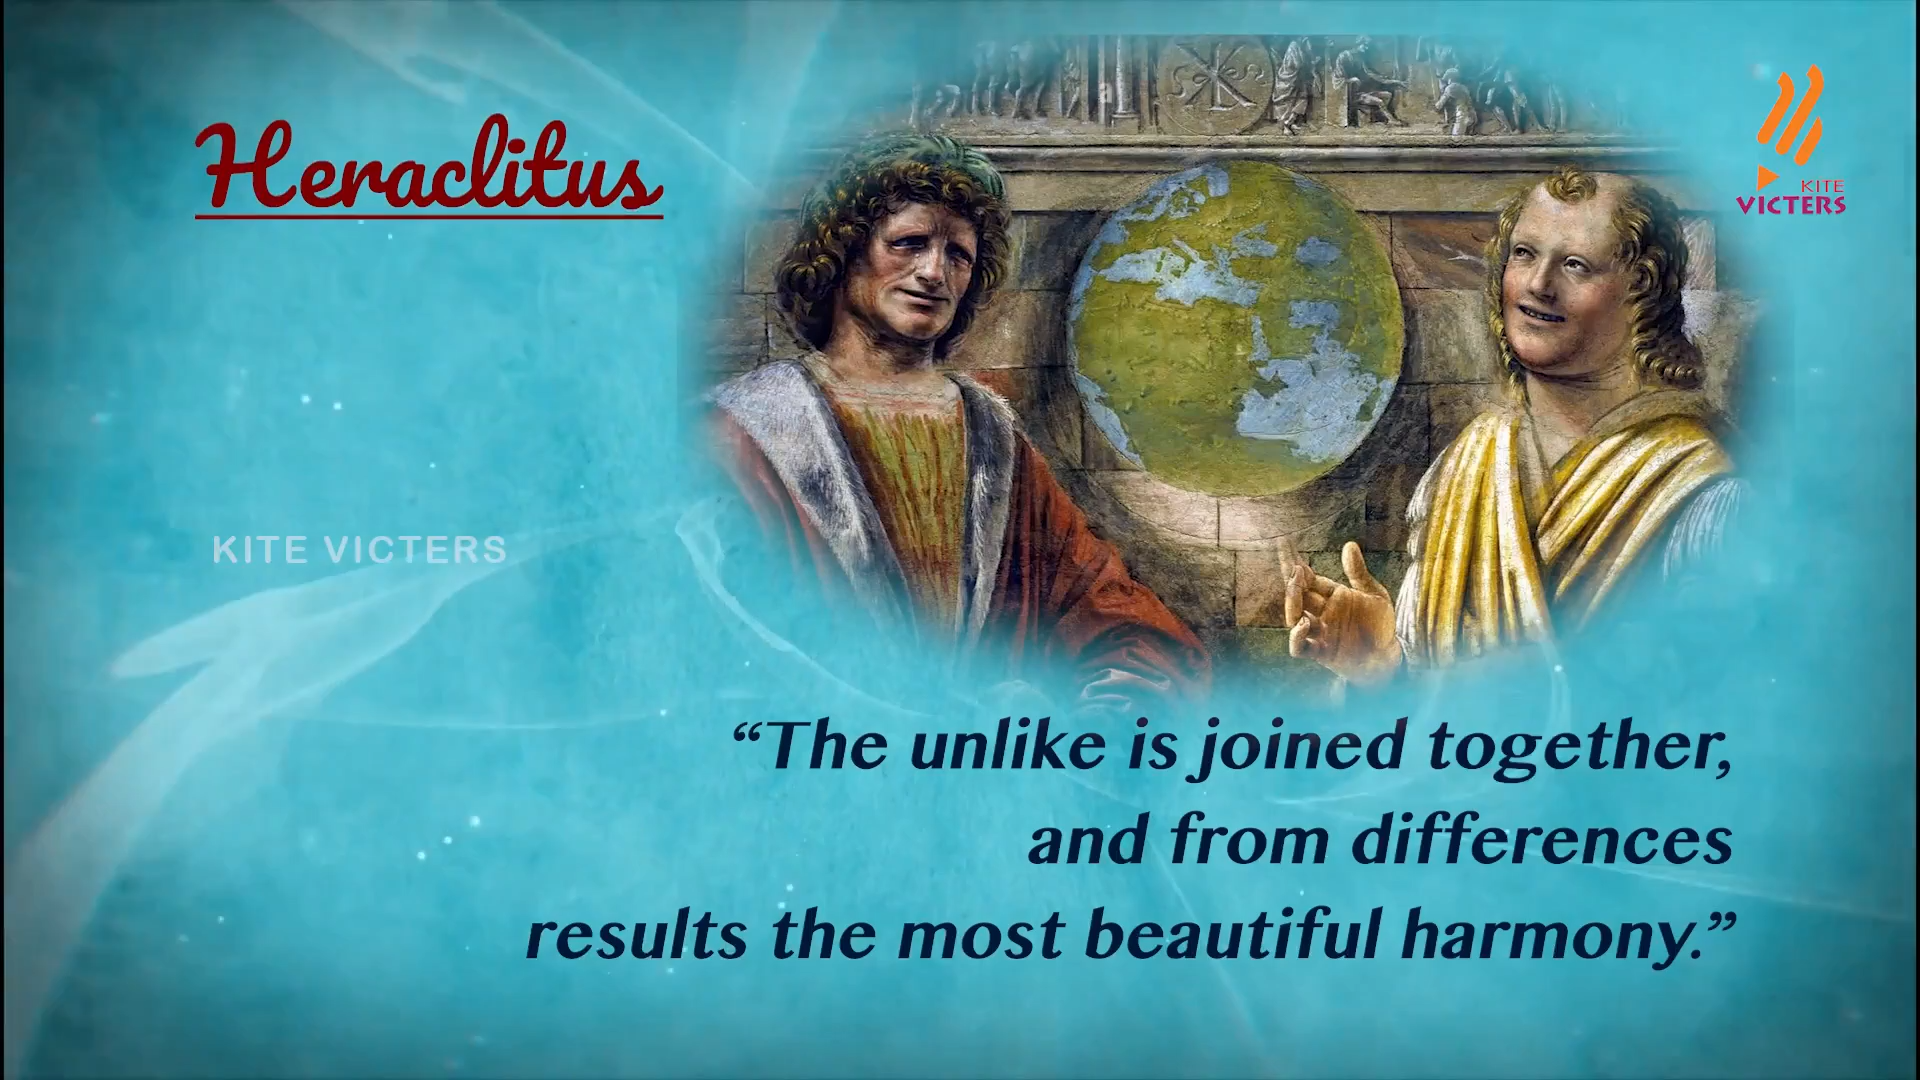 Heraclitus
KITE
VICTERS
KITE VICTERS
“The unlike is joined together,
and from differences
results the most beautiful harmony.”